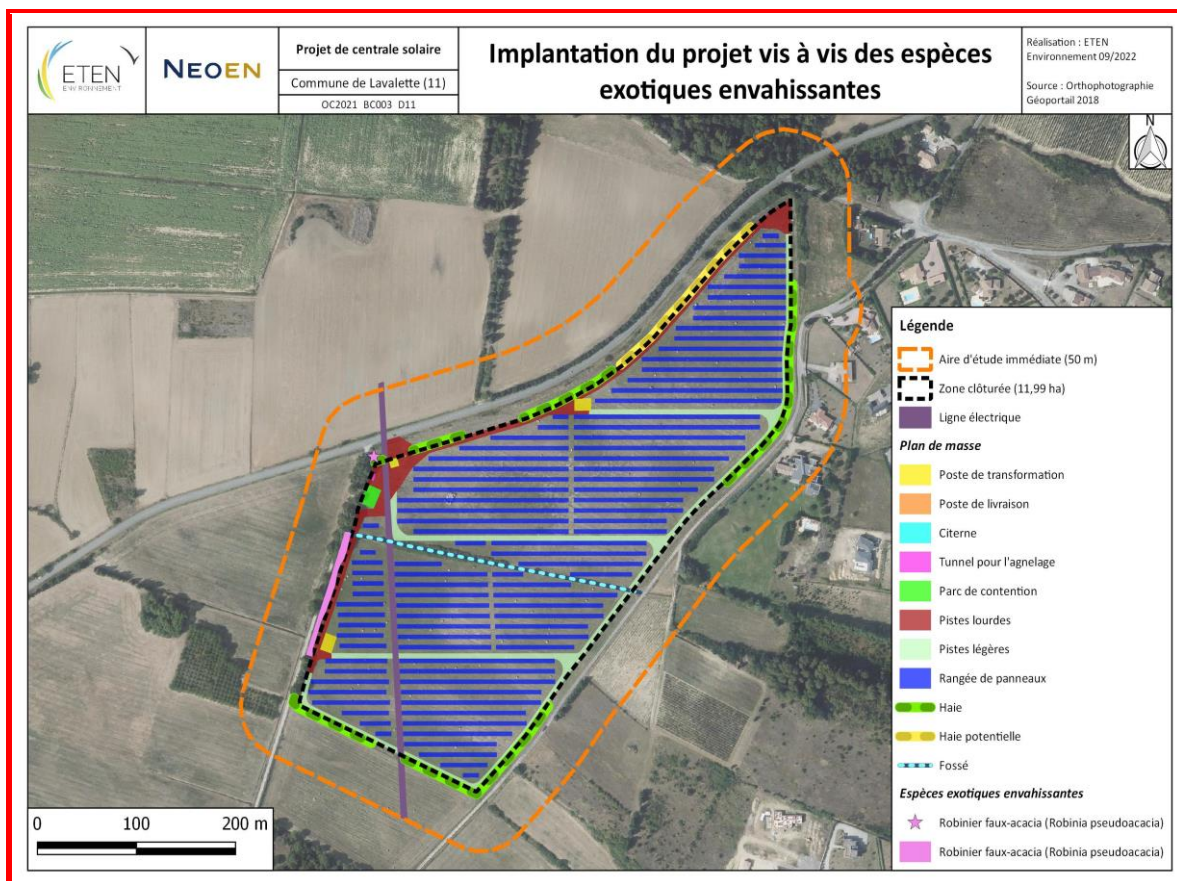 ETEN
ENVIRONNEMENT
NEOEN
Projet de centrale solaire
Commune de Lavalette (11)
OC2021 BC003 D11
Implantation du projet vis à vis des espèces
exotiques envahissantes
Réalisation : ETEN
Environnement 09/2022
Source : Orthophotographie
Géoportail 2018
N
Légende
Aire d'étude immédiate (50 m)
Zone clôturée (11,99 ha)
Ligne électrique
Plan de masse
Poste de transformation
Poste de livraison
Citerne
Tunnel pour l'agnelage
Parc de contention
Pistes lourdes
Pistes légères
Rangée de panneaux
Haie
Haie potentielle
Fossé
Espèces exotiques envahissantes
Robinier faux-acacia (Robinia pseudoacacia)
Robinier faux-acacia (Robinia pseudoacacia)
0 100 200 m